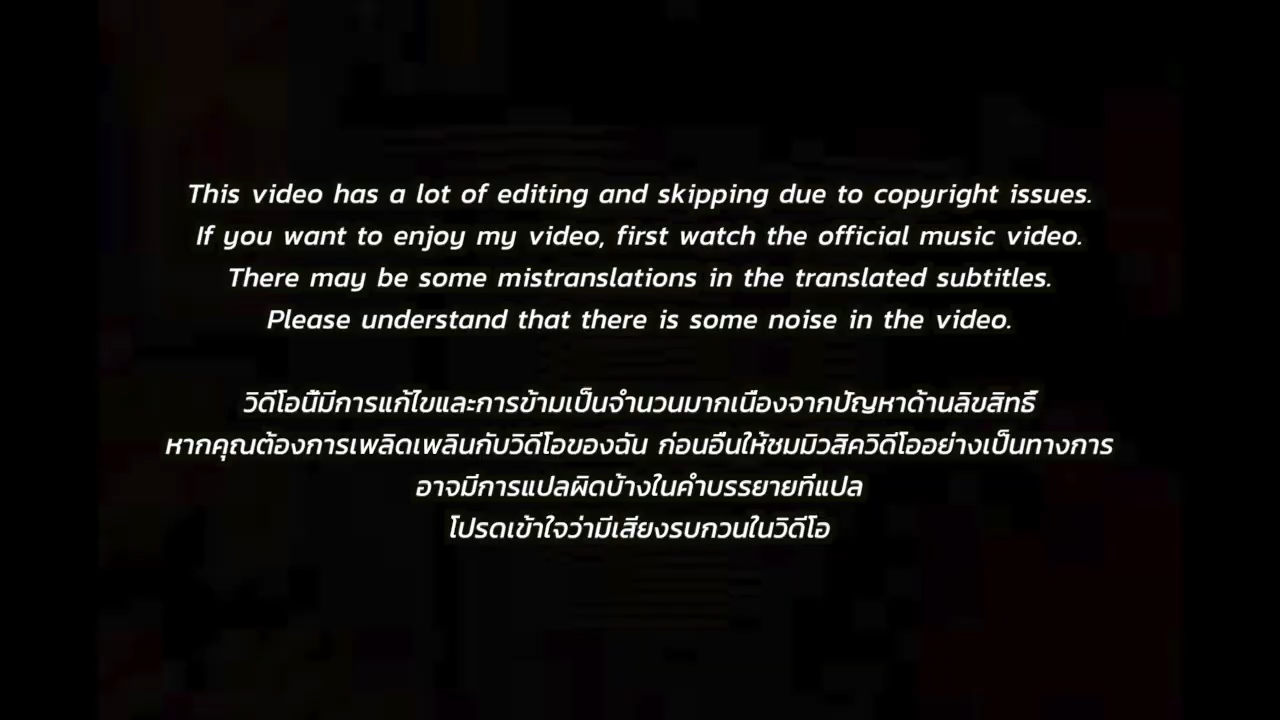 This video has a lot of editing and skipping due to copyright issues.
If you want to enjoy my video, first watch the official music video.
There may be some mistranslations in the translated subtitles.
Please understand that there is some noise in the video.
วิดีโอนี้มีการแก้ไขและการข้ามเป็นจำนวนมากเนื่องจากปัญหาด้านลิขสิทธิ์
หากคุณต้องการเพลิดเพลินกับวิดีโอของฉัน ก่อนอื่นให้ชมมิวสิควิดีโออย่างเป็นทางการ
อาจมีการแปลผิดบ้างในคำบรรยายที่แปล
โปรดเข้าใจว่ามีเสียงรบกวนในวิดีโอ